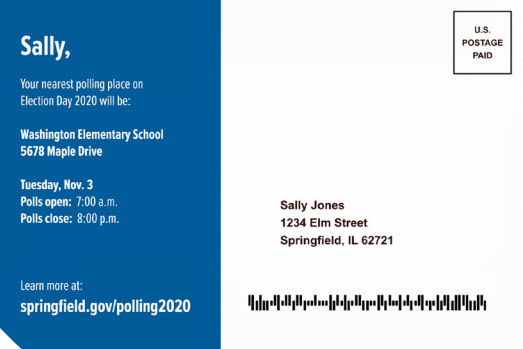 Sally,
Your nearest polling place on
Election Day 2020 will be:
Washington Elementary School
5678 Maple Drive
Tuesday, Nov. 3
Polls open: 7:00 a.m.
Polls close: 8:00 p.m.
Learn more at:
springfield.gov/polling2020
U.S.
POSTAGE
PAID
Sally Jones
1234 Elm Street
Springfield, IL 62721